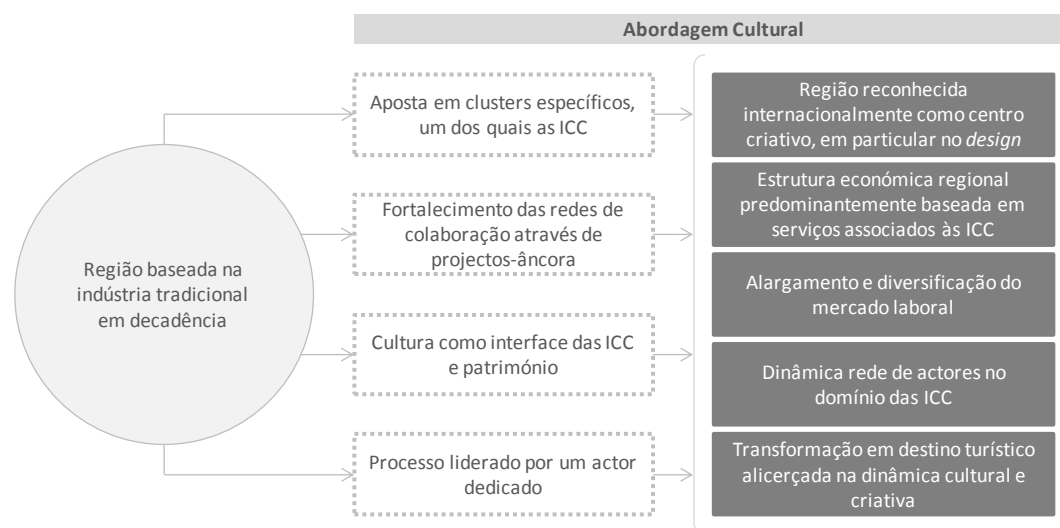 Abordagem Cultural
Região baseada na
indústria tradicional
em decadência
Aposta em clusters específicos,
um dos quais as ICC
Fortalecimento das redes de
colaboração através de
projectos-âncora
Cultura como interface das ICC
e património
Processo liderado por um actor
dedicado
Região reconhecida
internacionalmente como centro
criativo, em particular no design
Estrutura económica regional
predominantemente baseada em
serviços associados às ICC
Alargamento e diversificação do
mercado laboral
Dinâmica rede de actores no
domínio das ICC
Transformação em destino turístico
alicerçada na dinâmica cultural e
criativa